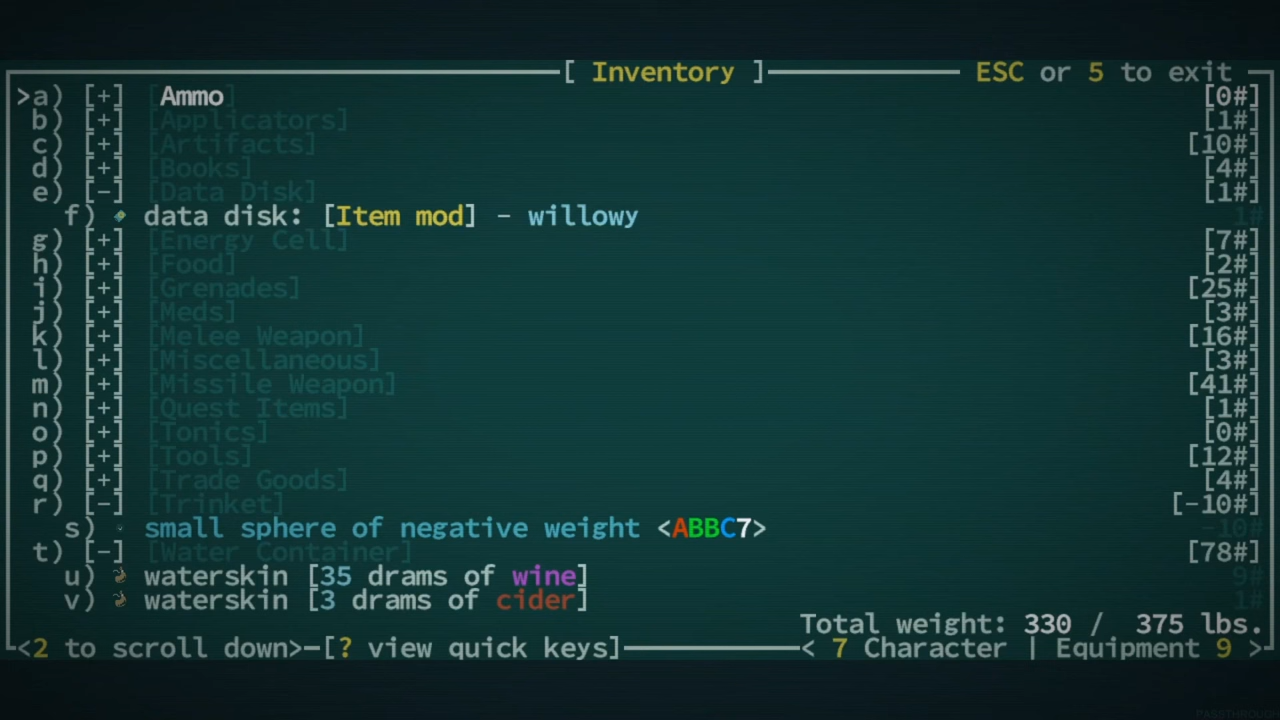 [ Inventory ] ESC or 5 to exit
>a) [+] [Ammo] [0#]
b) [+] [Applicators] [1#]
c) [+] [Artifacts] [10#]
d) [+] [Books] [4#]
e) [-] [Data Disk] [1#]
f) data disk: [Item mod] - willowy 1#
g) [+] [Energy Cell] [7#]
h) [+] [Food] [2#]
i) [+] [Grenades] [25#]
j) [+] [Meds] [3#]
k) [+] [Melee Weapon] [16#]
l) [+] [Miscellaneous] [3#]
m) [+] [Missile Weapon] [41#]
n) [+] [Quest Items] [1#]
o) [+] [Tonics] [0#]
p) [+] [Tools] [12#]
q) [+] [Trade Goods] [4#]
r) [-] [Trinket] [-10#]
s) small sphere of negative weight <ABBC7> -10#
t) [-] [Water Container] [78#]
u) waterskin [35 drams of wine] 9#
v) waterskin [3 drams of cider] 1#
Total weight: 330 / 375 lbs.
<2 to scroll down>-[? view quick keys] < 7 Character | Equipment 9 >